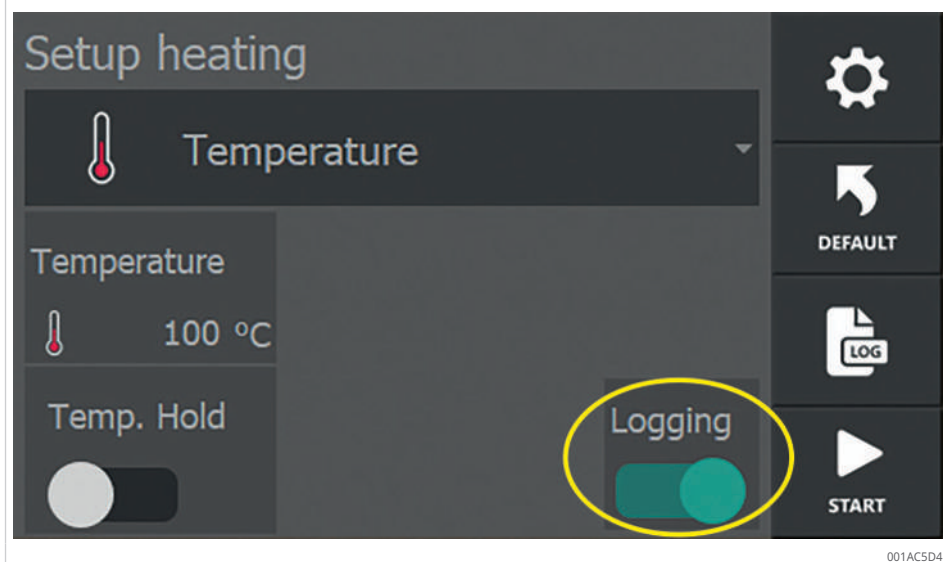 Setup heating
Temperature
DEFAULT
Temperature
100 °C
LOG
Temp. Hold
Logging
START
001AC5D4